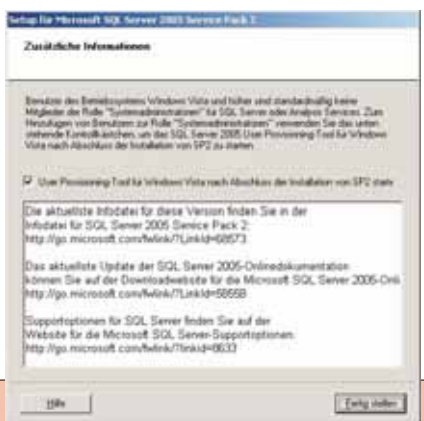 Setup für Microsoft SQL Server 2005 Service Pack 2
Zusätzliche Informationen
Benutzer des Betriebssystems Windows Vista und höher sind standardmäßig keine
Mitglieder der Rolle "Systemadministratoren" für SQL Server oder Analysis Services. Zum
Hinzufügen von Benutzern zur Rolle "Systemadministratoren" verwenden Sie das unten
stehende Kontrollkästchen, um das SQL Server 2005 User Provisioning Tool für Windows
Vista nach Abschluss der Installation von SP2 zu starten.
User Provisioning Tool für Windows Vista nach Abschluss der Installation von SP2 starte
Die aktuellste Infodatei für diese Version finden Sie in der
Infodatei für SQL Server 2005 Service Pack 2:
http://go.microsoft.com/fwlink/?LinkId=68573
Das aktuellste Update der SQL Server 2005-Onlinedokumentation
können Sie auf der Downloadwebsite für die Microsoft SQL Server 2005-Onli
http://go.microsoft.com/fwlink/?LinkId=58558
Supportoptionen für SQL Server finden Sie auf der
Website für die Microsoft SQL Server-Supportoptionen:
http://go.microsoft.com/fwlink/?linkid=8633
Hilfe
Fertig stellen